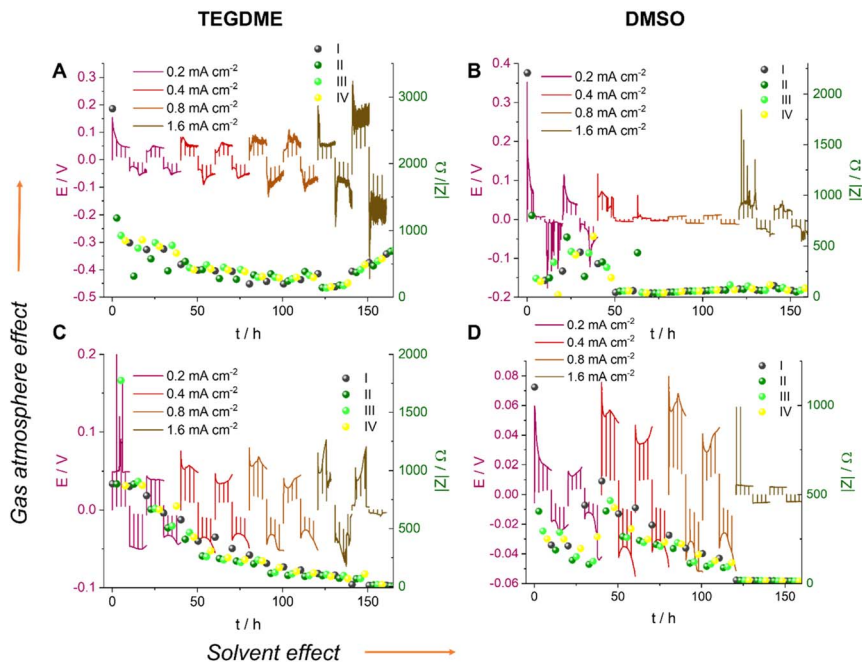 TEGDME
DMSO
A
0.2 mA cm⁻²
0.4 mA cm⁻²
0.8 mA cm⁻²
1.6 mA cm⁻²
I
II
III
IV
0.3
0.2
0.1
0.0
-0.1
-0.2
-0.3
-0.4
-0.5
E / V
3000
2000
1000
0
|Z|/ Ω
0
50
100
150
t / h
B
0.2 mA cm⁻²
0.4 mA cm⁻²
0.8 mA cm⁻²
1.6 mA cm⁻²
I
II
III
IV
0.4
0.3
0.2
0.1
0.0
-0.1
-0.2
E / V
2000
1500
1000
500
0
|Z|/ Ω
0
50
100
150
t / h
C
0.2 mA cm⁻²
0.4 mA cm⁻²
0.8 mA cm⁻²
1.6 mA cm⁻²
I
II
III
IV
0.2
0.1
0.0
-0.1
E / V
2000
1500
1000
500
0
|Z|/ Ω
0
50
100
150
t / h
D
0.2 mA cm⁻²
0.4 mA cm⁻²
0.8 mA cm⁻²
1.6 mA cm⁻²
I
II
III
IV
0.08
0.06
0.04
0.02
0.00
-0.02
-0.04
-0.06
E / V
1000
500
0
|Z|/ Ω
0
50
100
150
t / h
Gas atmosphere effect
Solvent effect